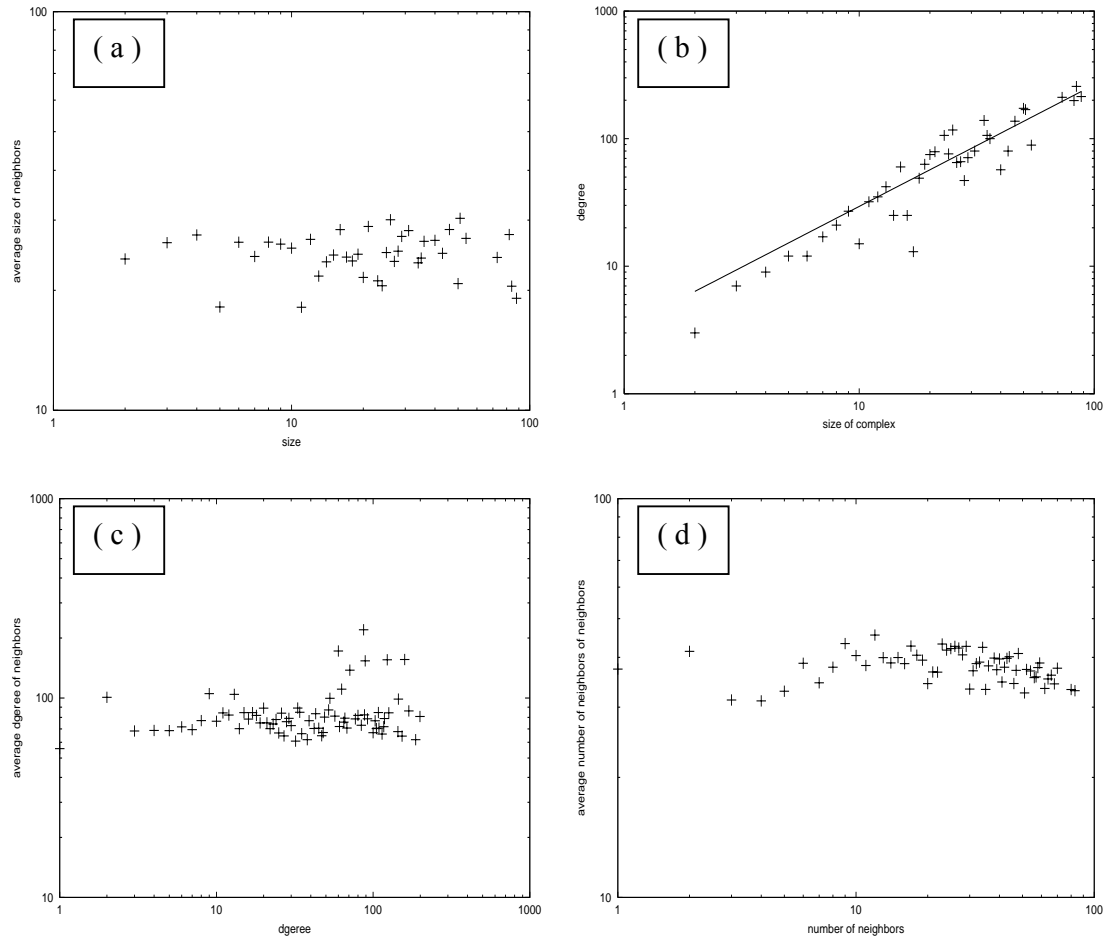 ( a )
100
10
1
10
100
average size of neighbors
size
( b )
1000
100
10
1
1
10
100
degree
size of complex
( c )
1000
100
10
1
10
100
1000
average dgeree of neighbors
dgeree
( d )
100
10
1
10
100
average number of neighbors of neighbors
number of neighbors